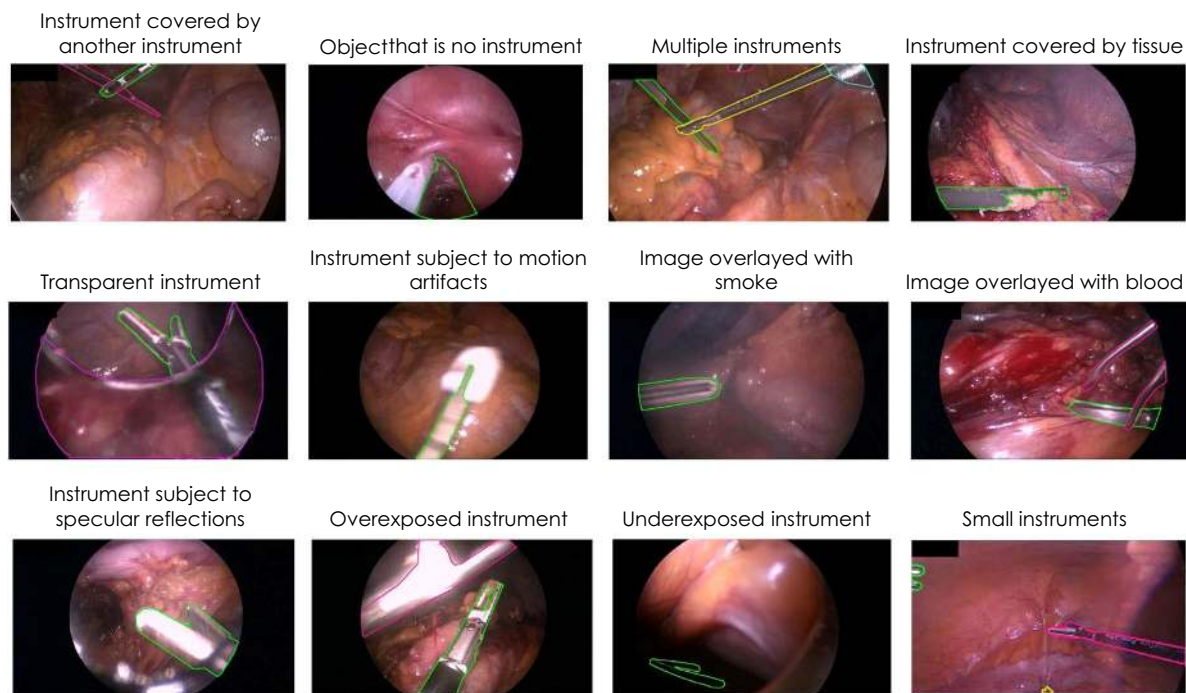 Instrument covered by
another instrument
Objectthat is no instrument
Multiple instruments
Instrument covered by tissue
Transparent instrument
Instrument subject to motion
artifacts
Image overlayed with
smoke
Image overlayed with blood
Instrument subject to
specular reflections
Overexposed instrument
Underexposed instrument
Small instruments